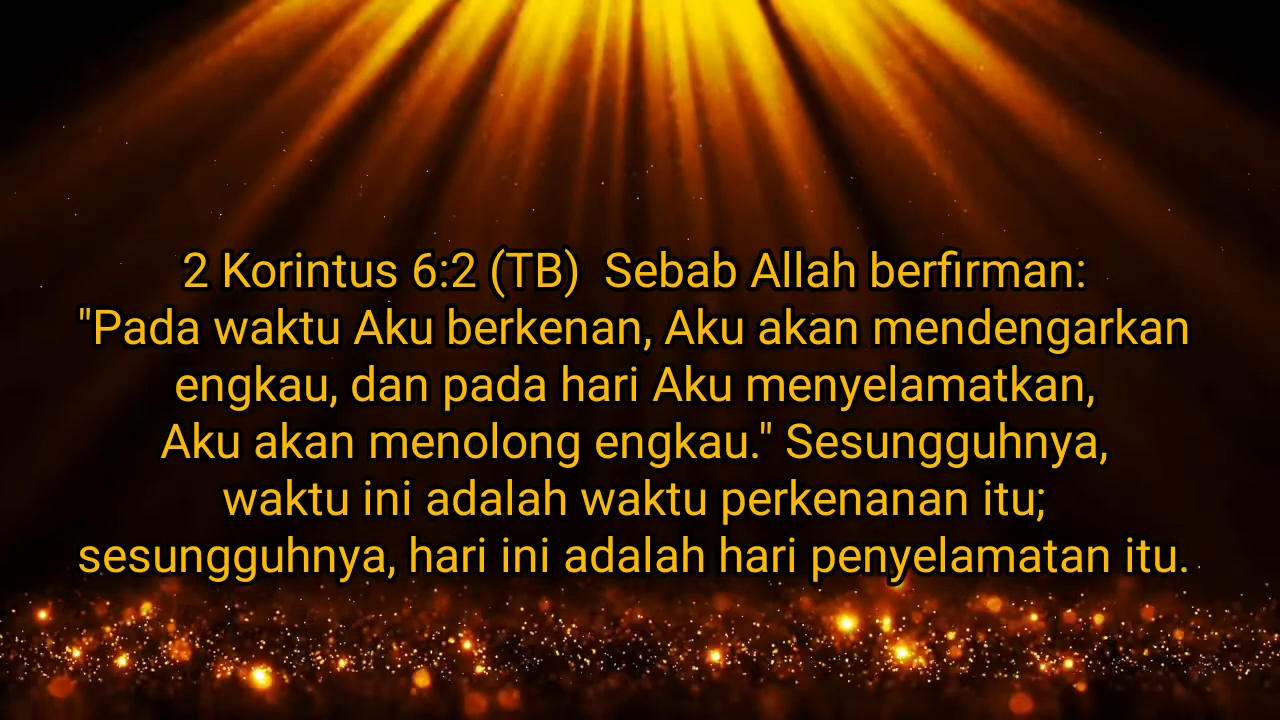 2 Korintus 6:2 (TB)  Sebab Allah berfirman:
"Pada waktu Aku berkenan, Aku akan mendengarkan
engkau, dan pada hari Aku menyelamatkan,
Aku akan menolong engkau." Sesungguhnya,
waktu ini adalah waktu perkenanan itu;
sesungguhnya, hari ini adalah hari penyelamatan itu.